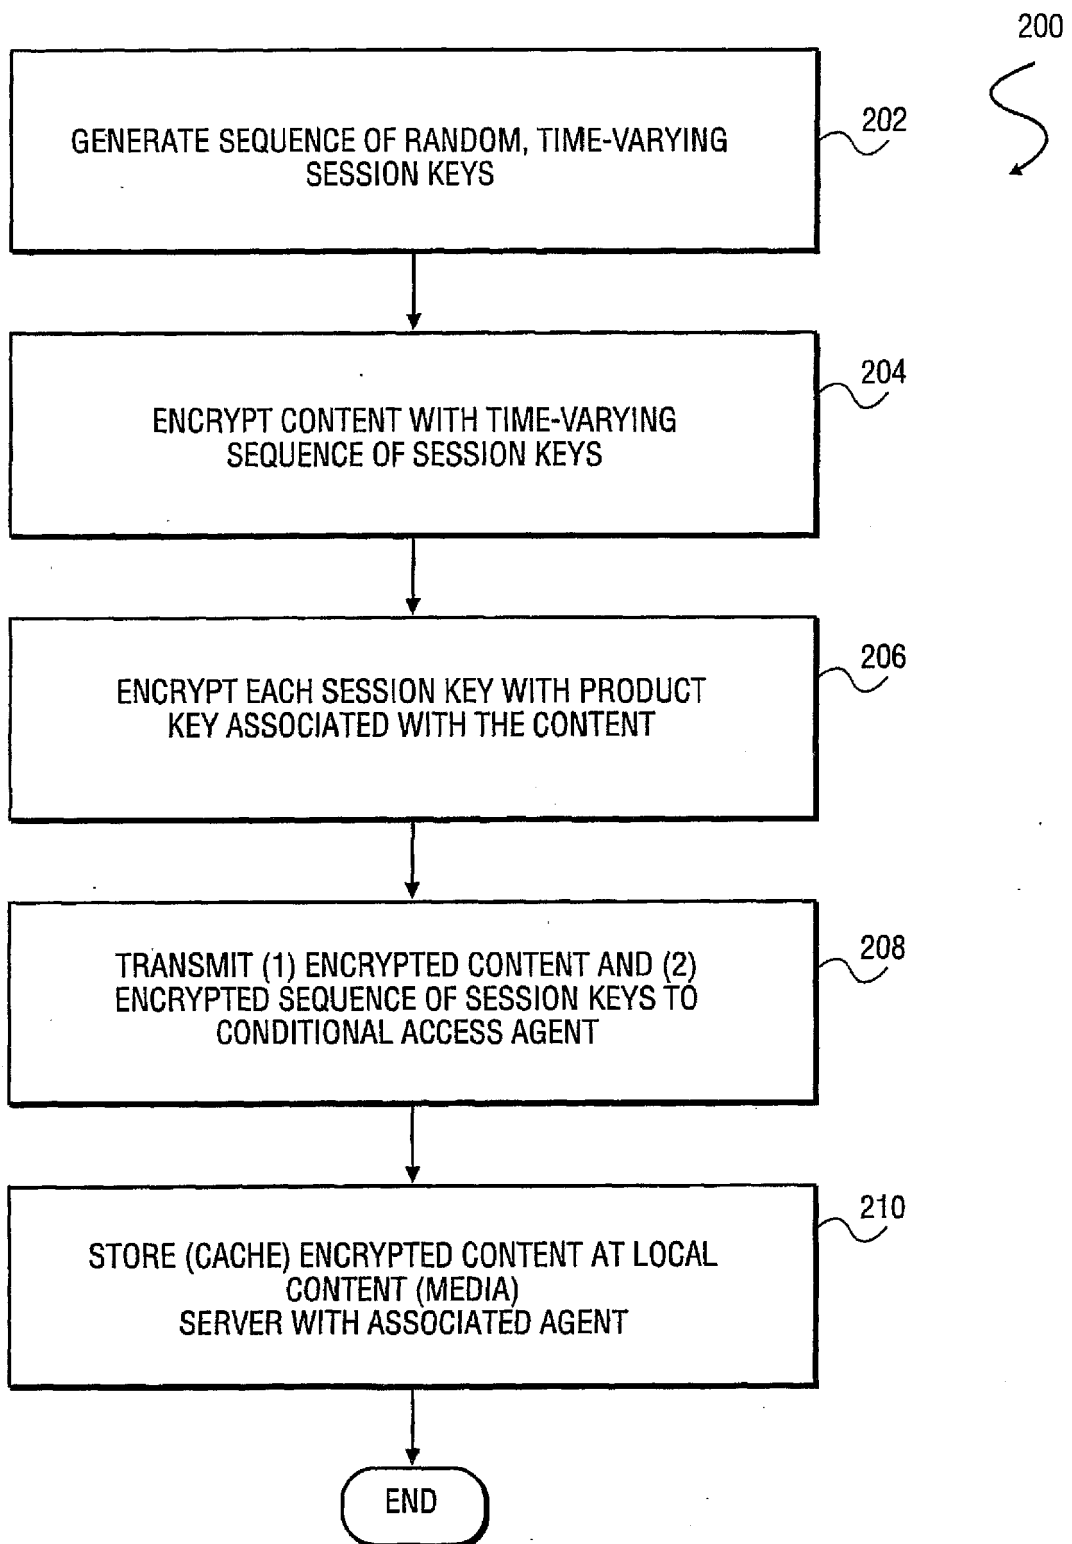 200
GENERATE SEQUENCE OF RANDOM, TIME-VARYING
SESSION KEYS
202
ENCRYPT CONTENT WITH TIME-VARYING
SEQUENCE OF SESSION KEYS
204
ENCRYPT EACH SESSION KEY WITH PRODUCT
KEY ASSOCIATED WITH THE CONTENT
206
TRANSMIT (1) ENCRYPTED CONTENT AND (2)
ENCRYPTED SEQUENCE OF SESSION KEYS TO
CONDITIONAL ACCESS AGENT
208
STORE (CACHE) ENCRYPTED CONTENT AT LOCAL
CONTENT (MEDIA)
SERVER WITH ASSOCIATED AGENT
210
END